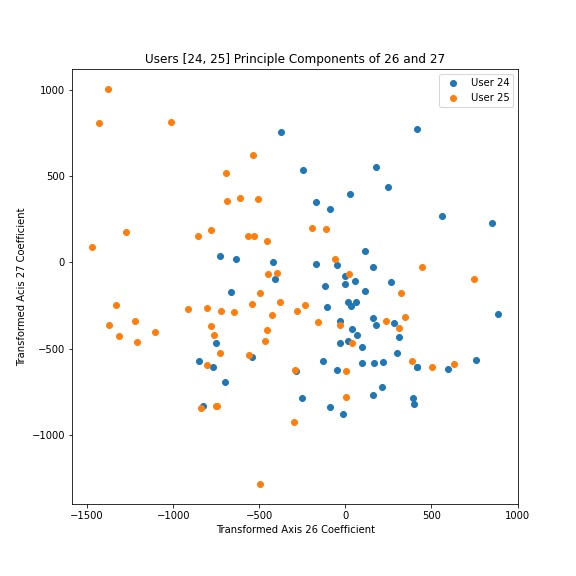 Users [24, 25] Principle Components of 26 and 27
User 24
User 25
1000
500
0
−500
−1000
Transformed Acis 27 Coefficient
−1500
−1000
−500
0
500
1000
Transformed Axis 26 Coefficient